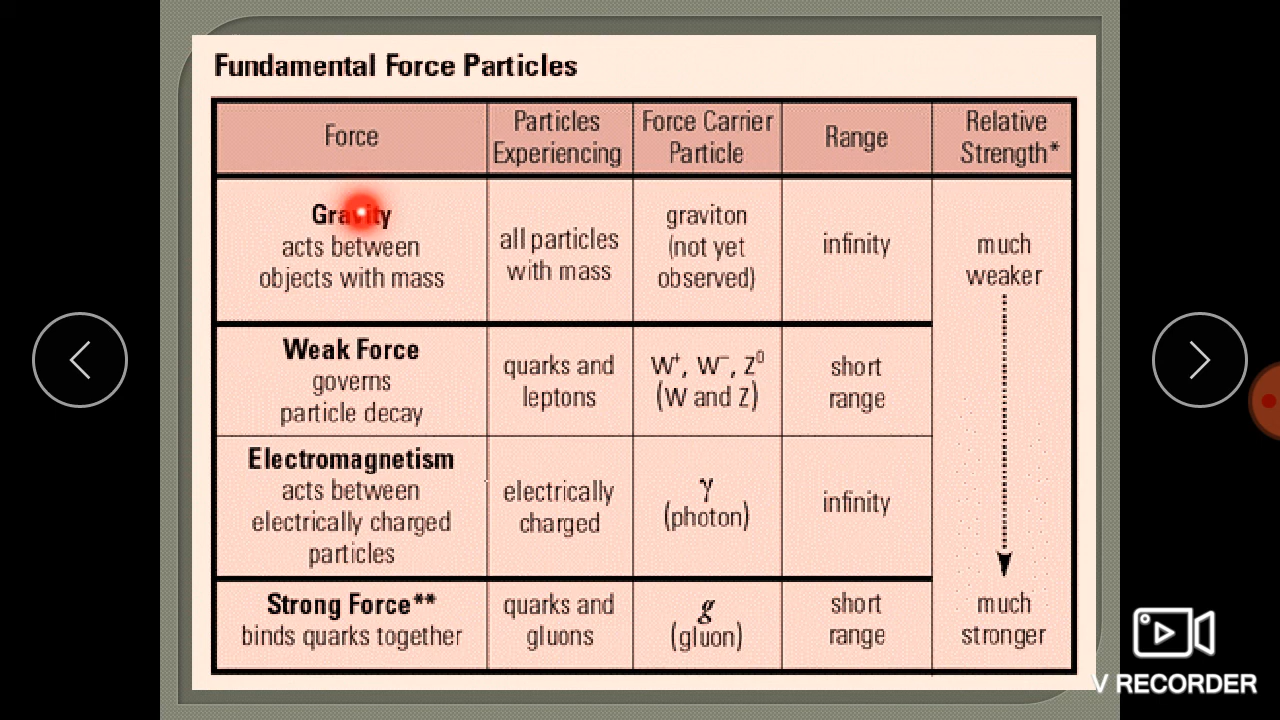 Fundamental Force Particles
Force
Particles
Experiencing
Force Carrier
Particle
Range
Relative
Strength*
Gravity
acts between
objects with mass
all particles
with mass
graviton
(not yet
observed)
infinity
much
weaker
Weak Force
governs
particle decay
quarks and
leptons
W⁺, W⁻, Z⁰
(W and Z)
short
range
Electromagnetism
acts between
electrically charged
particles
electrically
charged
γ
(photon)
infinity
Strong Force**
binds quarks together
quarks and
gluons
g
(gluon)
short
range
much
stronger
V RECORDER